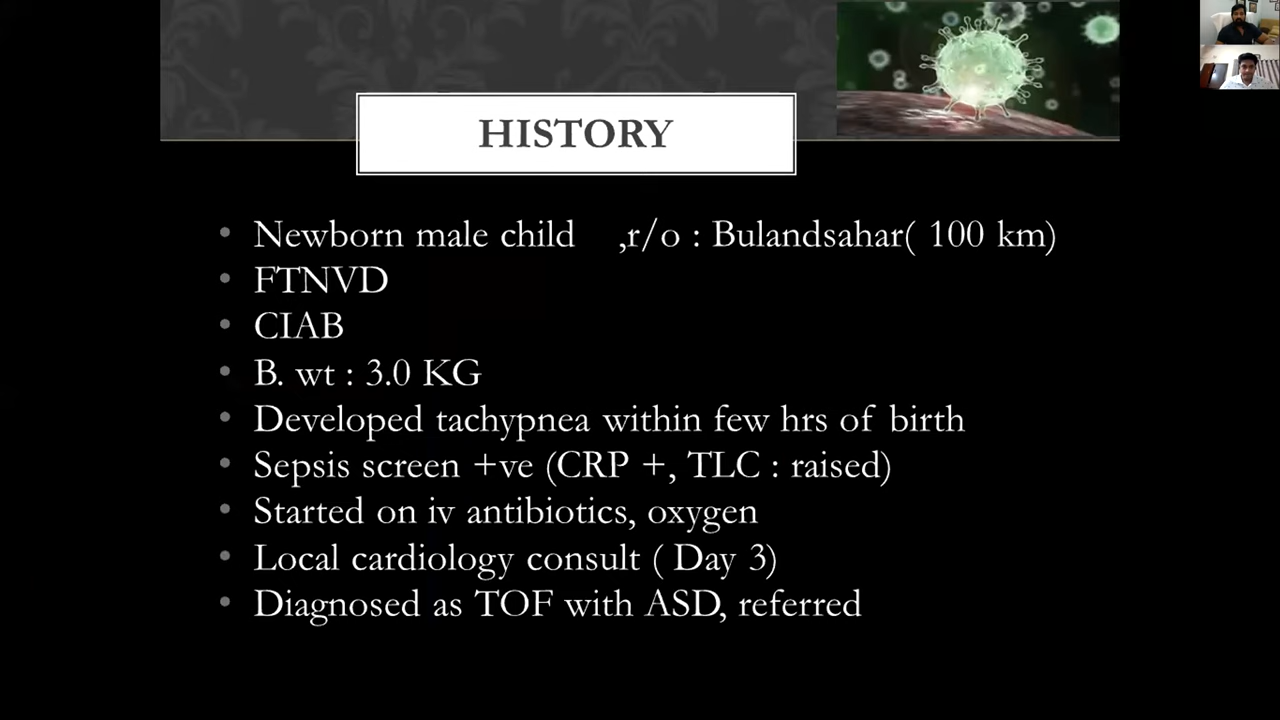 HISTORY
• Newborn male child ,r/o : Bulandsahar( 100 km)
• FTNVD
• CIAB
• B. wt : 3.0 KG
• Developed tachypnea within few hrs of birth
• Sepsis screen +ve (CRP +, TLC : raised)
• Started on iv antibiotics, oxygen
• Local cardiology consult ( Day 3)
• Diagnosed as TOF with ASD, referred